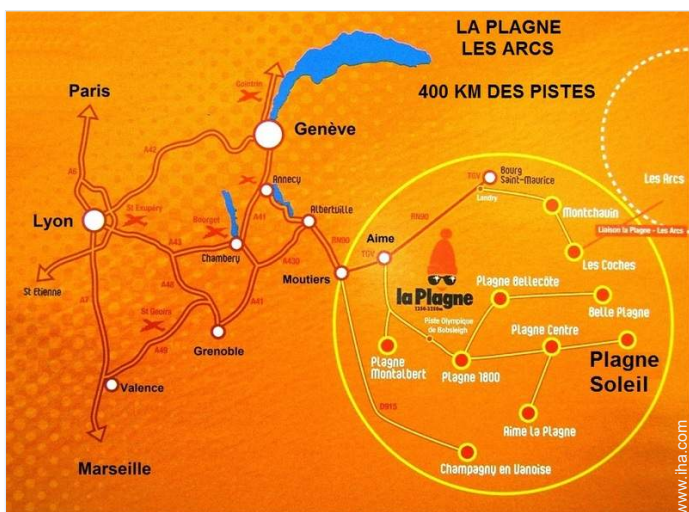 LA PLAGNE
LES ARCS
400 KM DES PISTES
Paris
Genève
Cointrin
A42
A6
Annecy
Bourg
Saint-Maurice
TGV
Landry
Les Arcs
Lyon
St Exupery
Bourget
A41
Albertville
Montchavin
Liaison la Plagne - Les Arcs
RN90
RN90
Aime
TGV
A43
Chambery
A430
Moutiers
Les Coches
St Etienne
la Plagne
Plagne Bellecôte
Belle Plagne
A7
A48
A41
St Geoirs
Piste Olympique
de Bobsleigh
Plagne Centre
Grenoble
A49
Plagne
Montalbert
Plagne 1800
Plagne
Soleil
Valence
D915
Aime la Plagne
Marseille
Champagny en Vanoise
www.iha.com